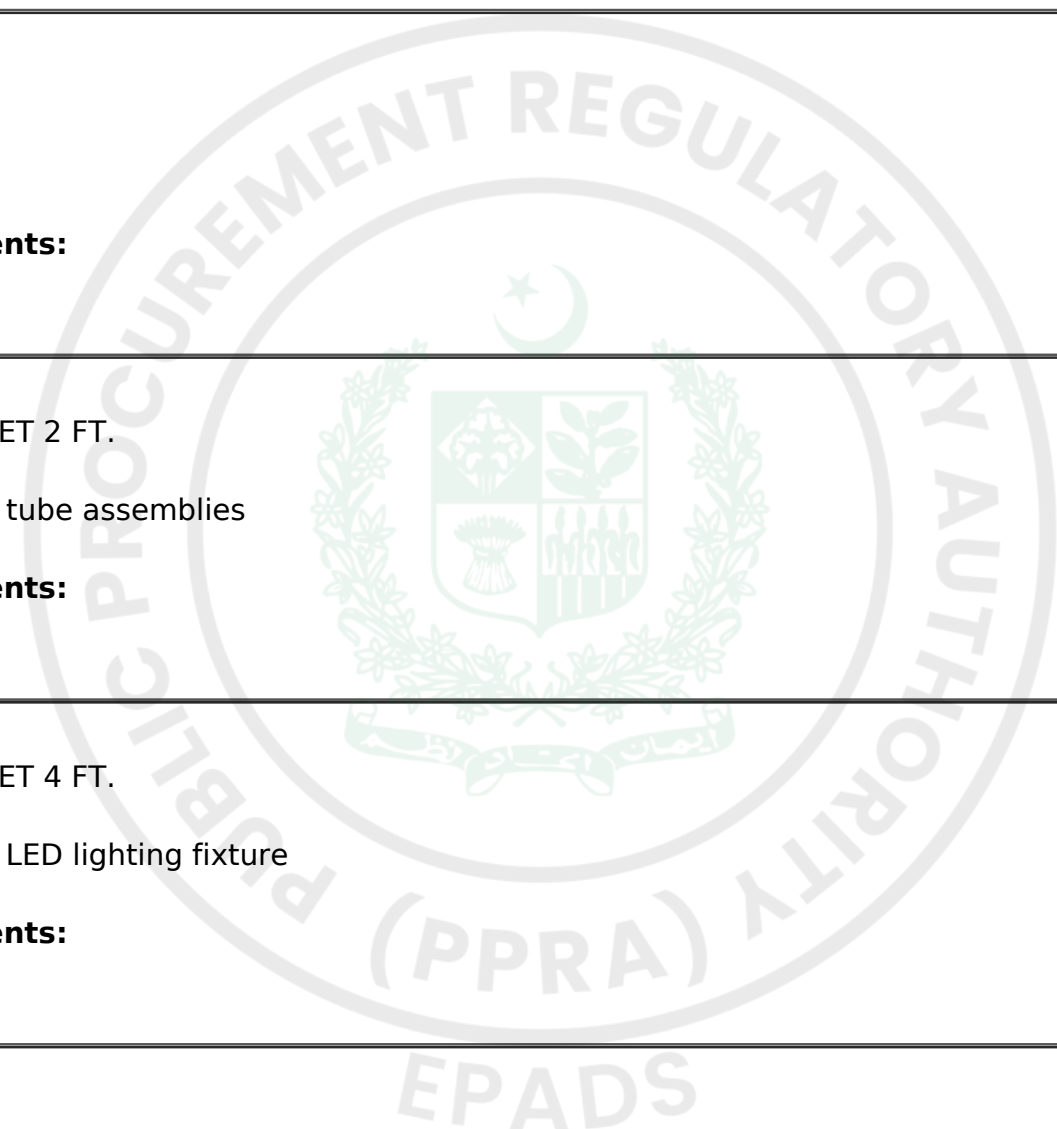 ents:
ET 2 FT.
tube assemblies
ents:
ET 4 FT.
LED lighting fixture
ents:
PUBLIC PROCUREMENT REGULATORY AUTHORITY
(PPRA)
EPADS